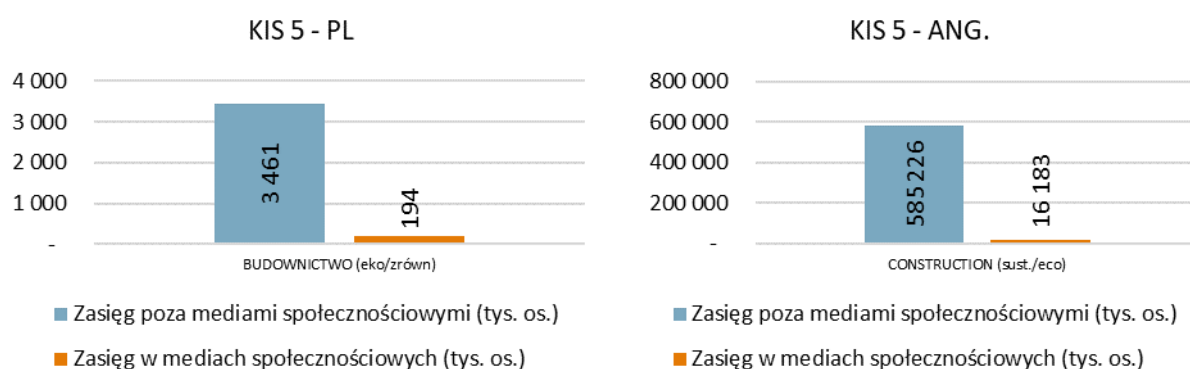 KIS 5 - PL
4 000
3 000
2 000
1 000
-
3 461
194
BUDOWNICTWO (eko/zrówn)
Zasięg poza mediami społecznościowymi (tys. os.)
Zasięg w mediach społecznościowych (tys. os.)
KIS 5 - ANG.
800 000
600 000
400 000
200 000
-
585 226
16 183
CONSTRUCTION (sust./eco)
Zasięg poza mediami społecznościowymi (tys. os.)
Zasięg w mediach społecznościowych (tys. os.)